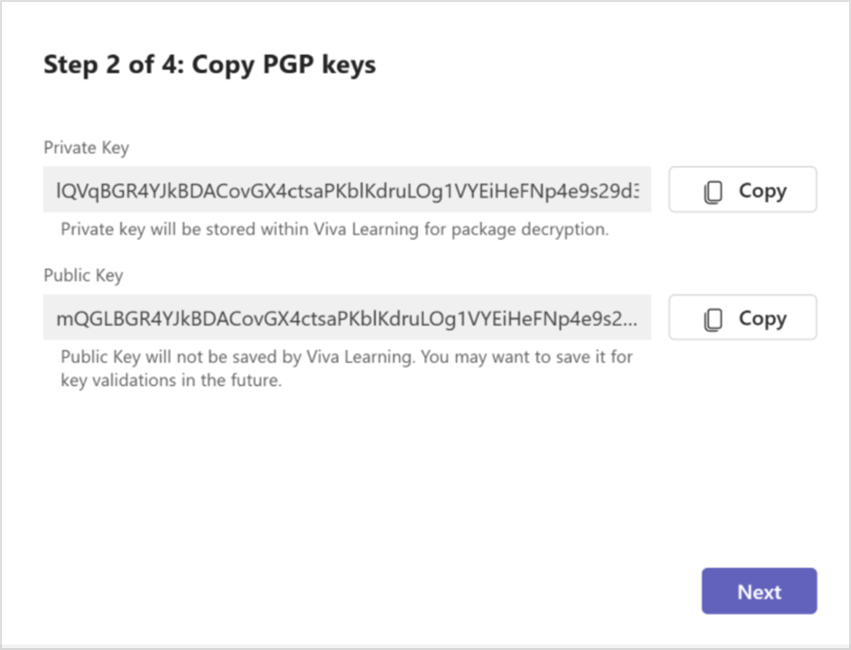 Step 2 of 4: Copy PGP keys
Private Key
lQVqBGR4YJkBDACovGX4ctsaPKblKdruLOg1VYEiHeFNp4e9s29d3
Copy
Private key will be stored within Viva Learning for package decryption.
Public Key
mQGLBGR4YJkBDACovGX4ctsaPKblKdruLOg1VYEiHeFNp4e9s2...
Copy
Public Key will not be saved by Viva Learning. You may want to save it for
key validations in the future.
Next